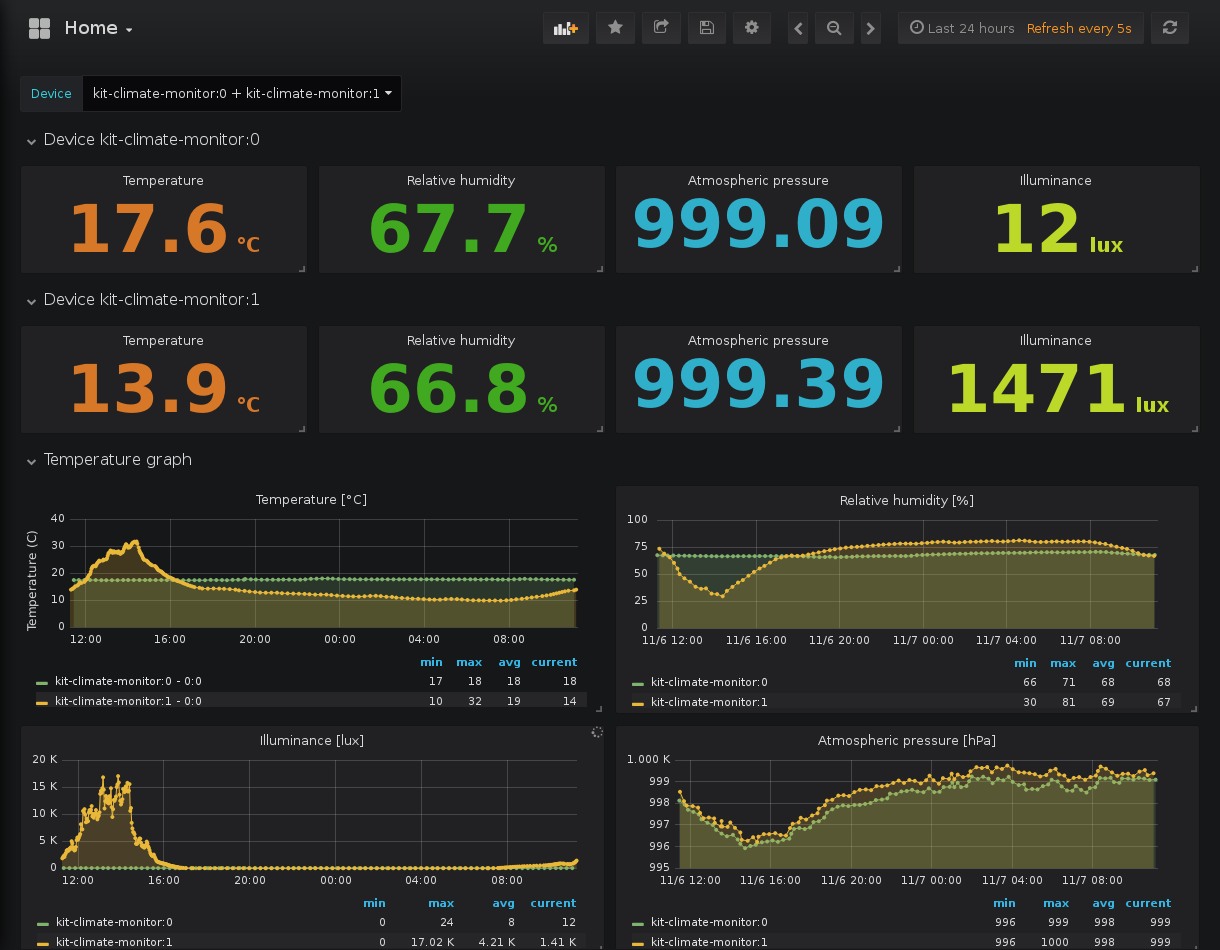 Home
Last 24 hours Refresh every 5s
Device kit-climate-monitor:0 + kit-climate-monitor:1
Device kit-climate-monitor:0
Temperature
17.6 °C
Relative humidity
67.7 %
Atmospheric pressure
999.09
Illuminance
12 lux
Device kit-climate-monitor:1
Temperature
13.9 °C
Relative humidity
66.8 %
Atmospheric pressure
999.39
Illuminance
1471 lux
Temperature graph
Temperature [°C]
Temperature (C)
40
30
20
10
0
12:00 16:00 20:00 00:00 04:00 08:00
min max avg current
kit-climate-monitor:0 - 0:0 17 18 18 18
kit-climate-monitor:1 - 0:0 10 32 19 14
Relative humidity [%]
100
75
50
25
0
11/6 12:00 11/6 16:00 11/6 20:00 11/7 00:00 11/7 04:00 11/7 08:00
min max avg current
kit-climate-monitor:0 66 71 68 68
kit-climate-monitor:1 30 81 69 67
Illuminance [lux]
20 K
15 K
10 K
5 K
0
12:00 16:00 20:00 00:00 04:00 08:00
min max avg current
kit-climate-monitor:0 0 24 8 12
kit-climate-monitor:1 0 17.02 K 4.21 K 1.41 K
Atmospheric pressure [hPa]
1.000 K
999
998
997
996
995
11/6 12:00 11/6 16:00 11/6 20:00 11/7 00:00 11/7 04:00 11/7 08:00
min max avg current
kit-climate-monitor:0 996 999 998 999
kit-climate-monitor:1 996 1000 998 999